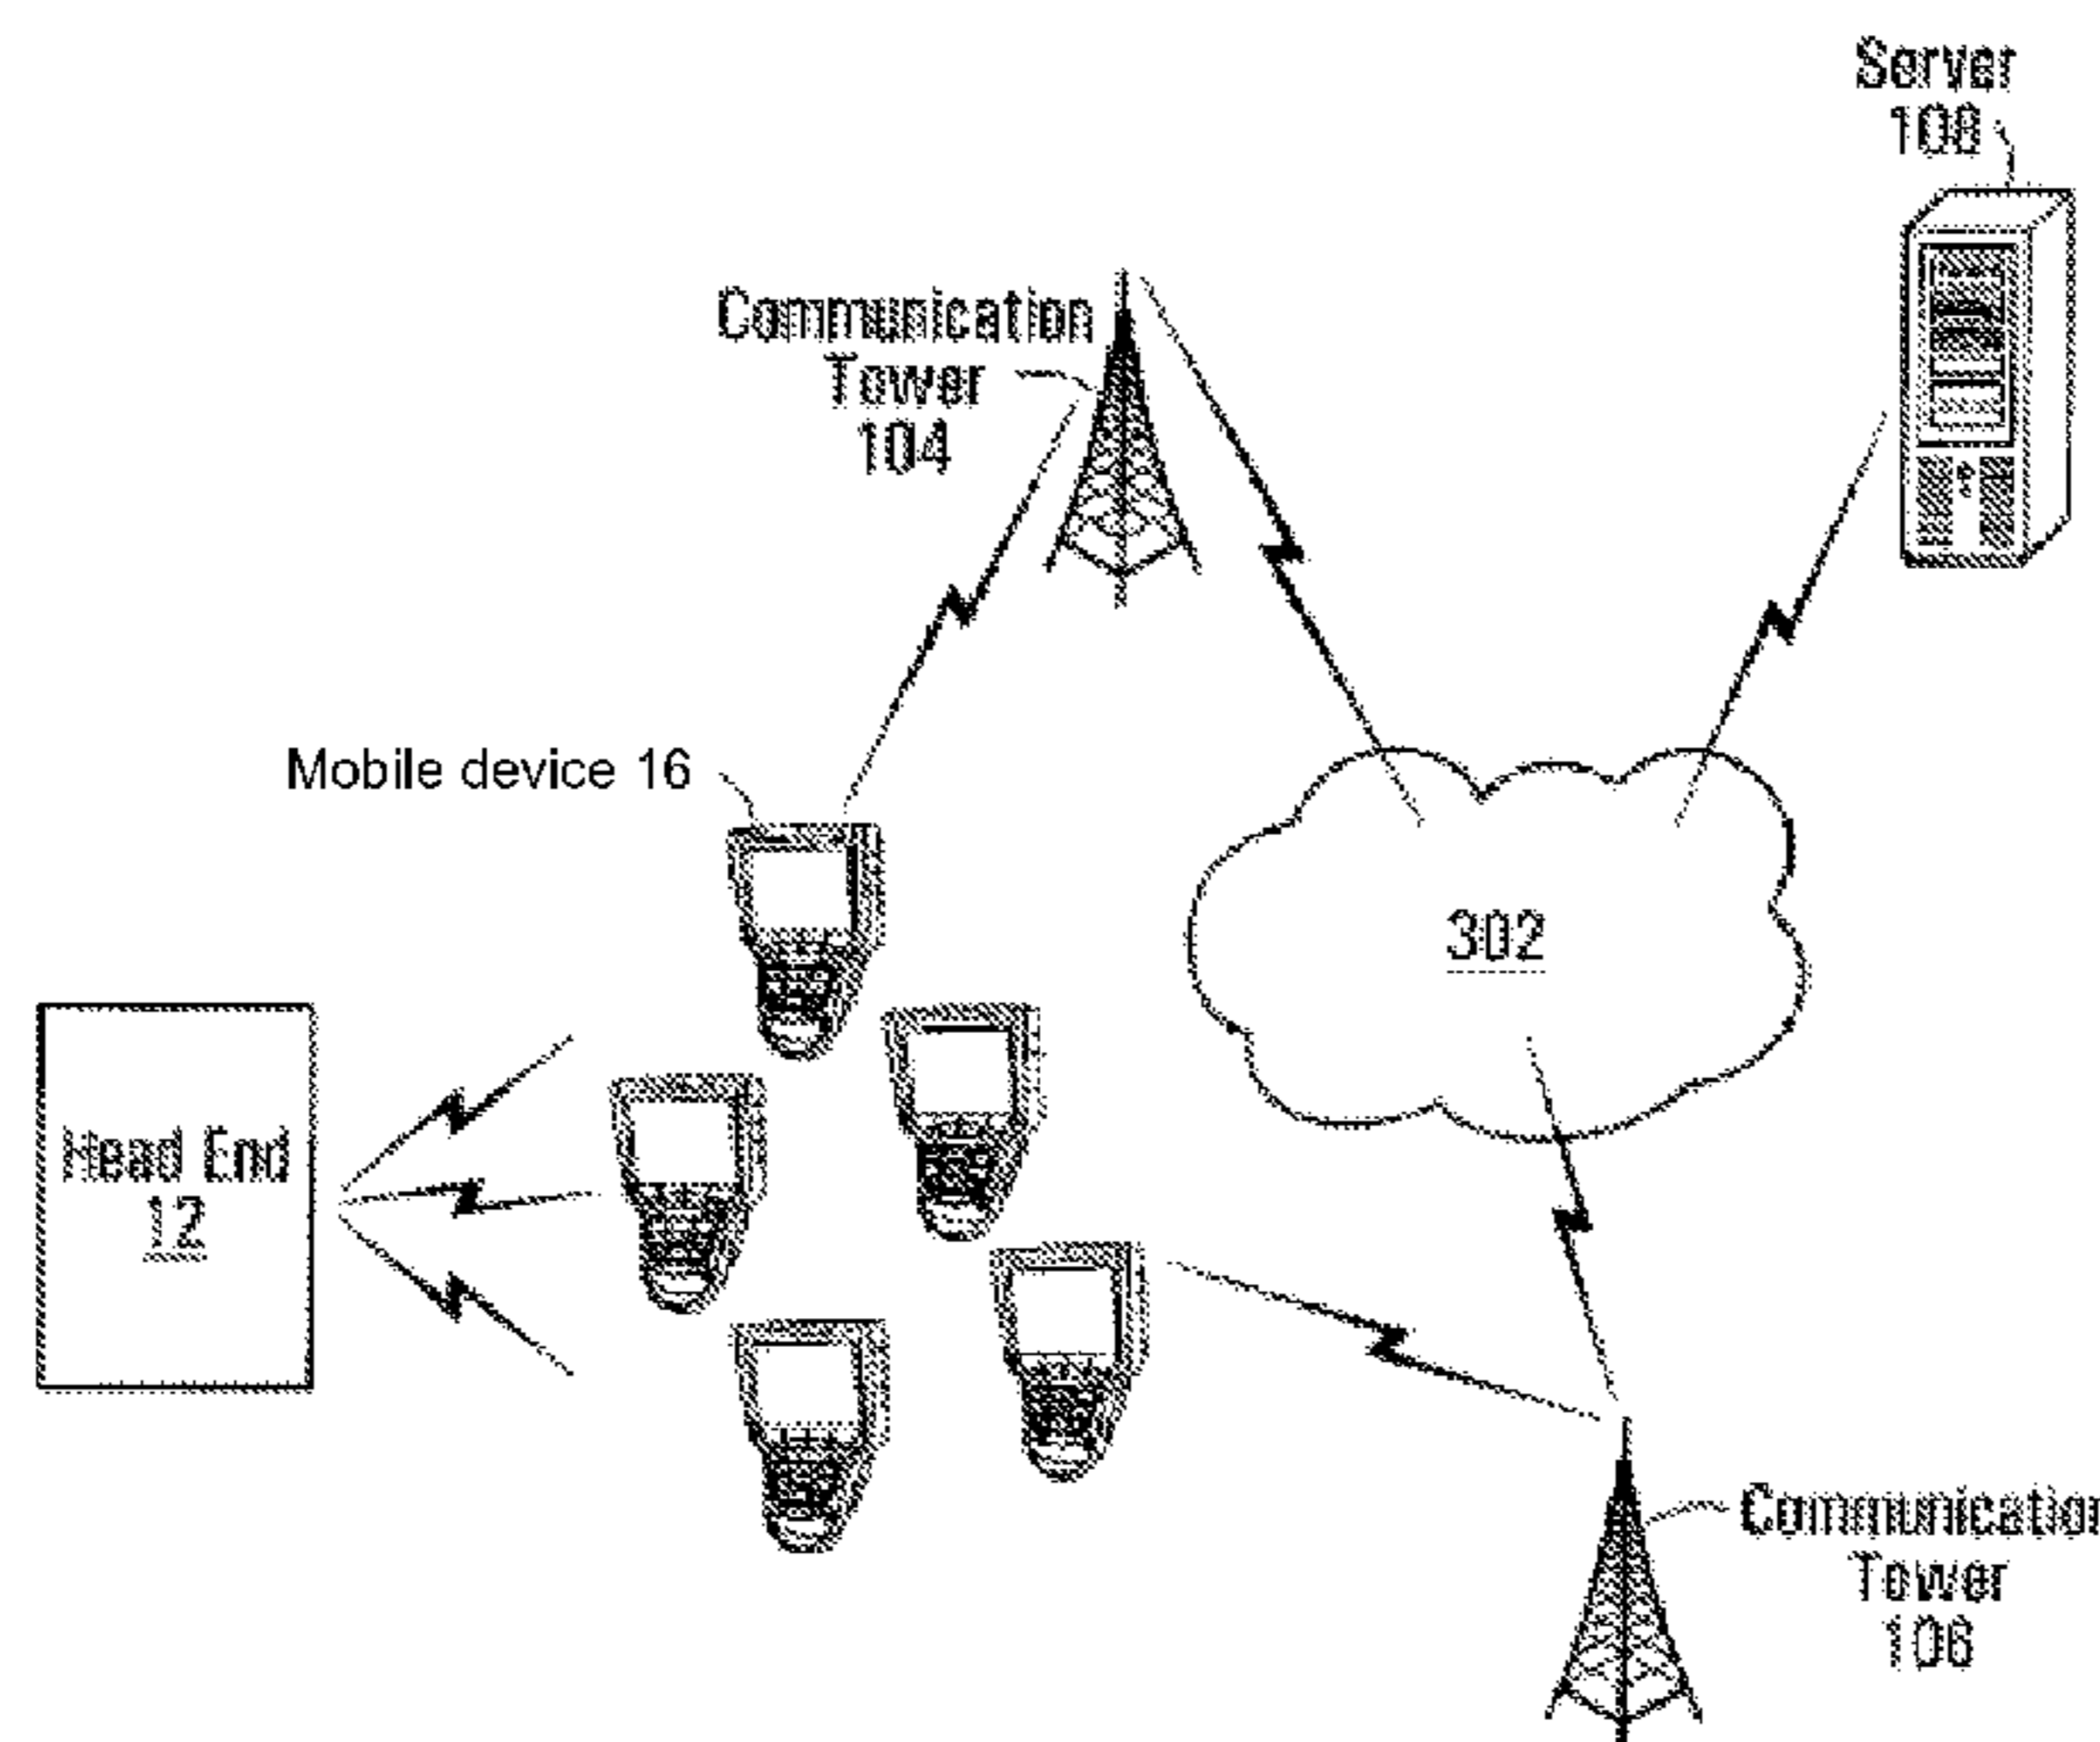 Server
108
Communication
Tower
104
Mobile device 16
302
Head End
12
Communication
Tower
106